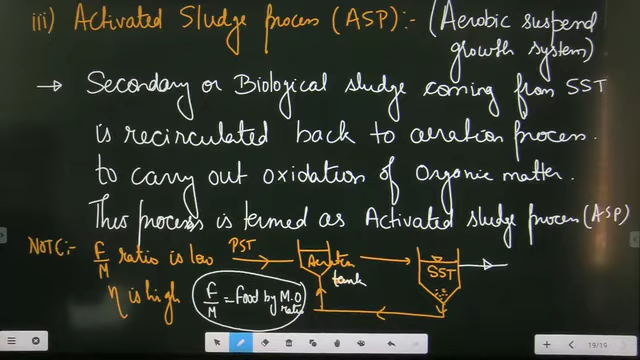 iii) Activated Sludge process (ASP):- (Aerobic suspend growth system)
→ Secondary or Biological sludge coming from SST
is recirculated back to aeration process.
to carry out oxidation of Organic matter.
This process is termed as Activated sludge process (ASP)
NOTE:- F/M ratio is low
η is high
PST
Aeration tank
SST
F/M = food by M.O ratio
19/19